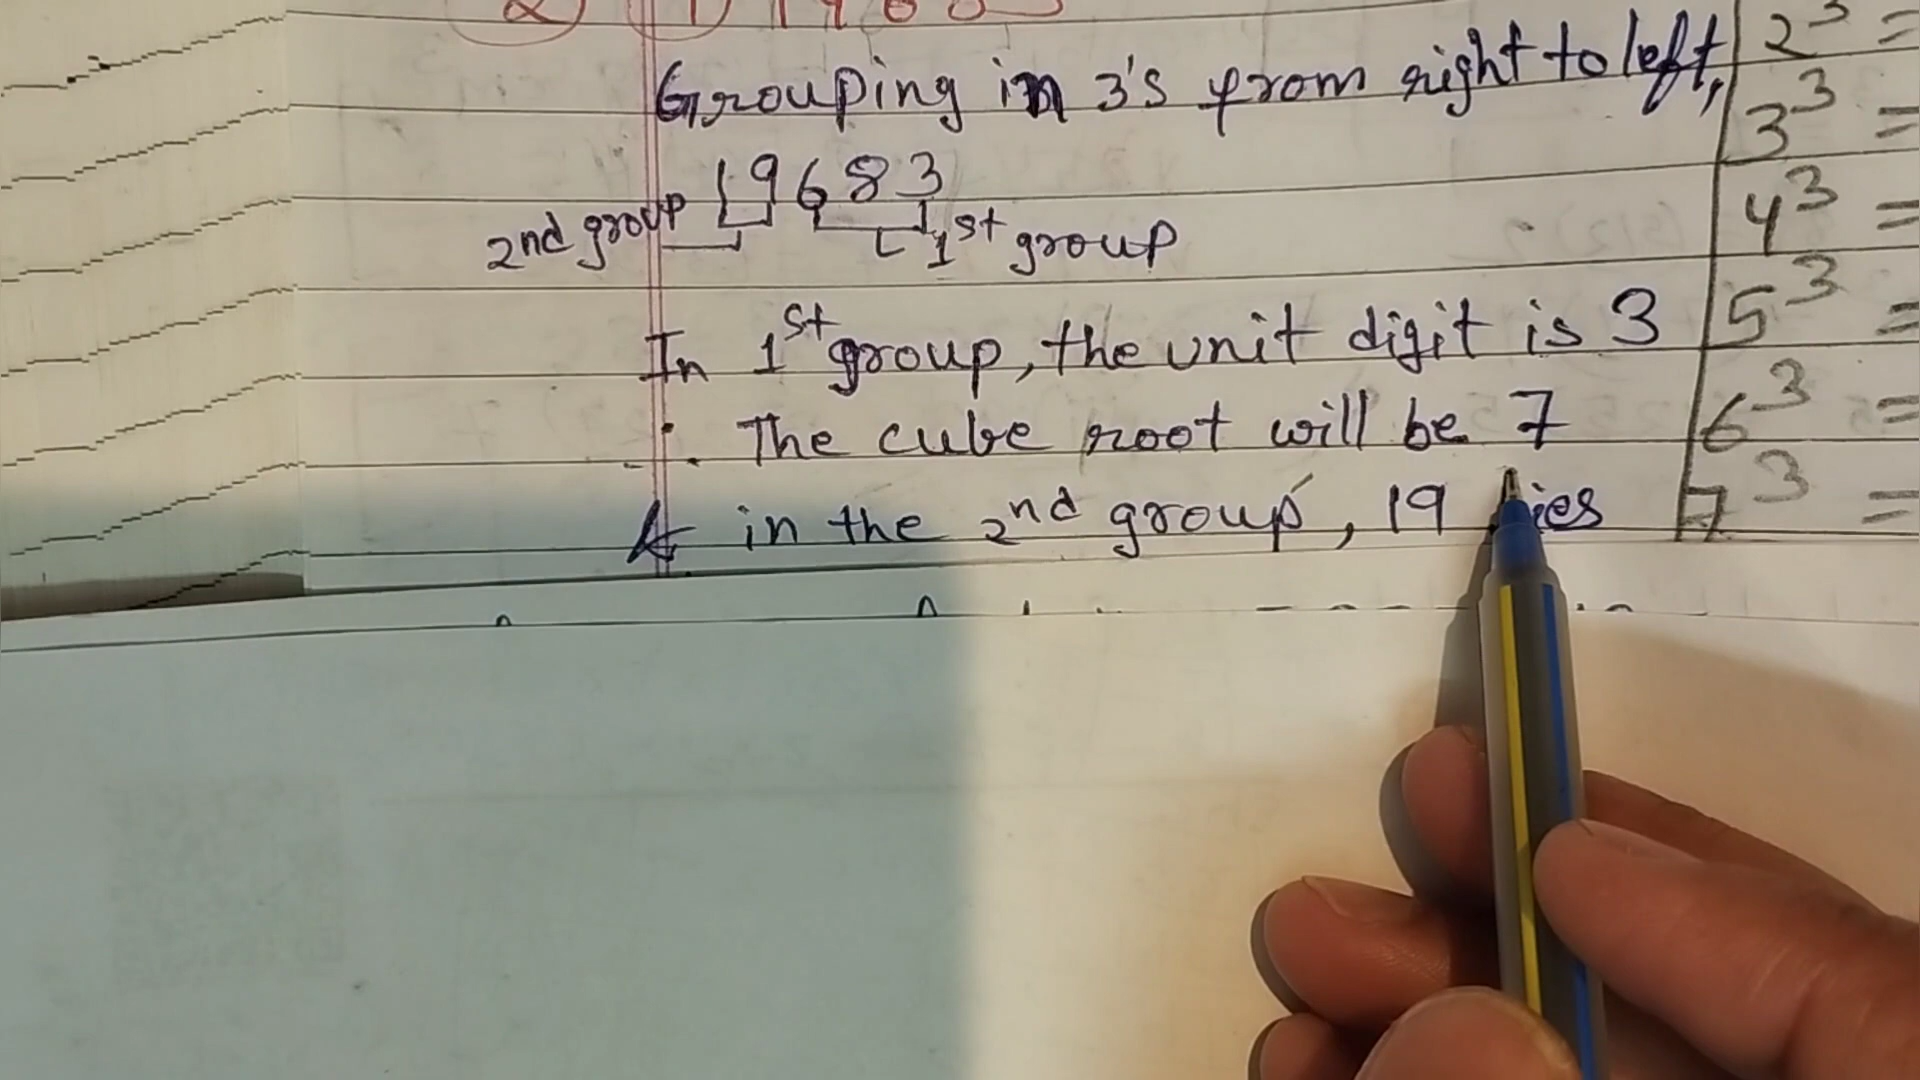 Grouping in 3's from right to left,
19683
2nd group
1st group
In 1st group, the unit digit is 3
∴ The cube root will be 7
in the 2nd group, 19
2³ =
3³ =
4³ =
5³ =
6³ =
7³ =